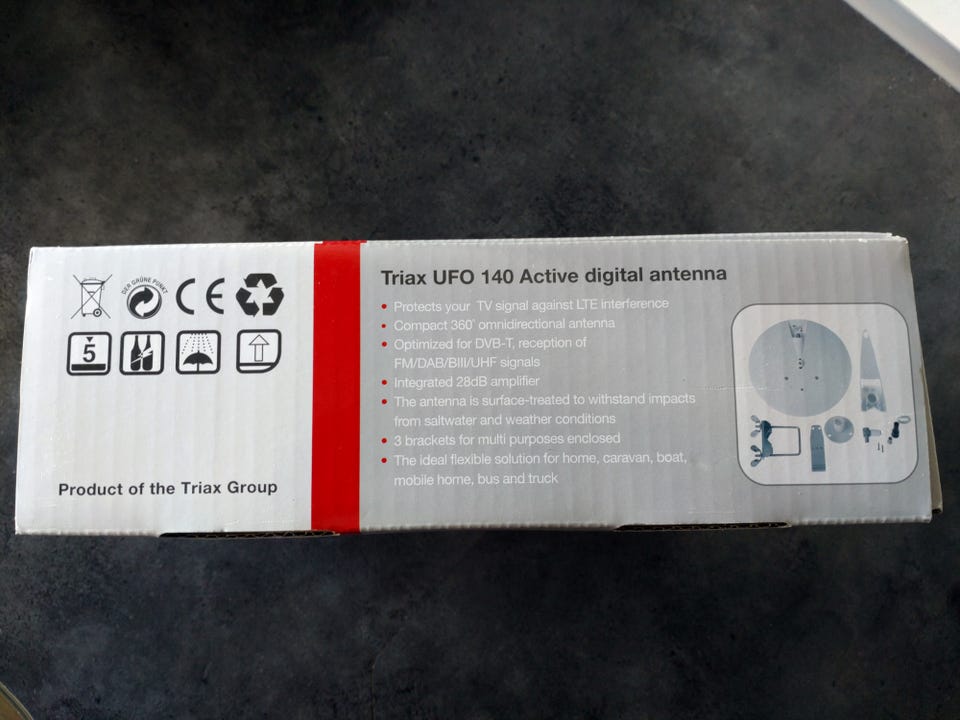 DER GRÜNE PUNKT
CE
5
Product of the Triax Group
Triax UFO 140 Active digital antenna
• Protects your TV signal against LTE interference
• Compact 360° omnidirectional antenna
• Optimized for DVB-T, reception of
FM/DAB/BIII/UHF signals
• Integrated 28dB amplifier
• The antenna is surface-treated to withstand impacts
from saltwater and weather conditions
• 3 brackets for multi purposes enclosed
• The ideal flexible solution for home, caravan, boat,
mobile home, bus and truck